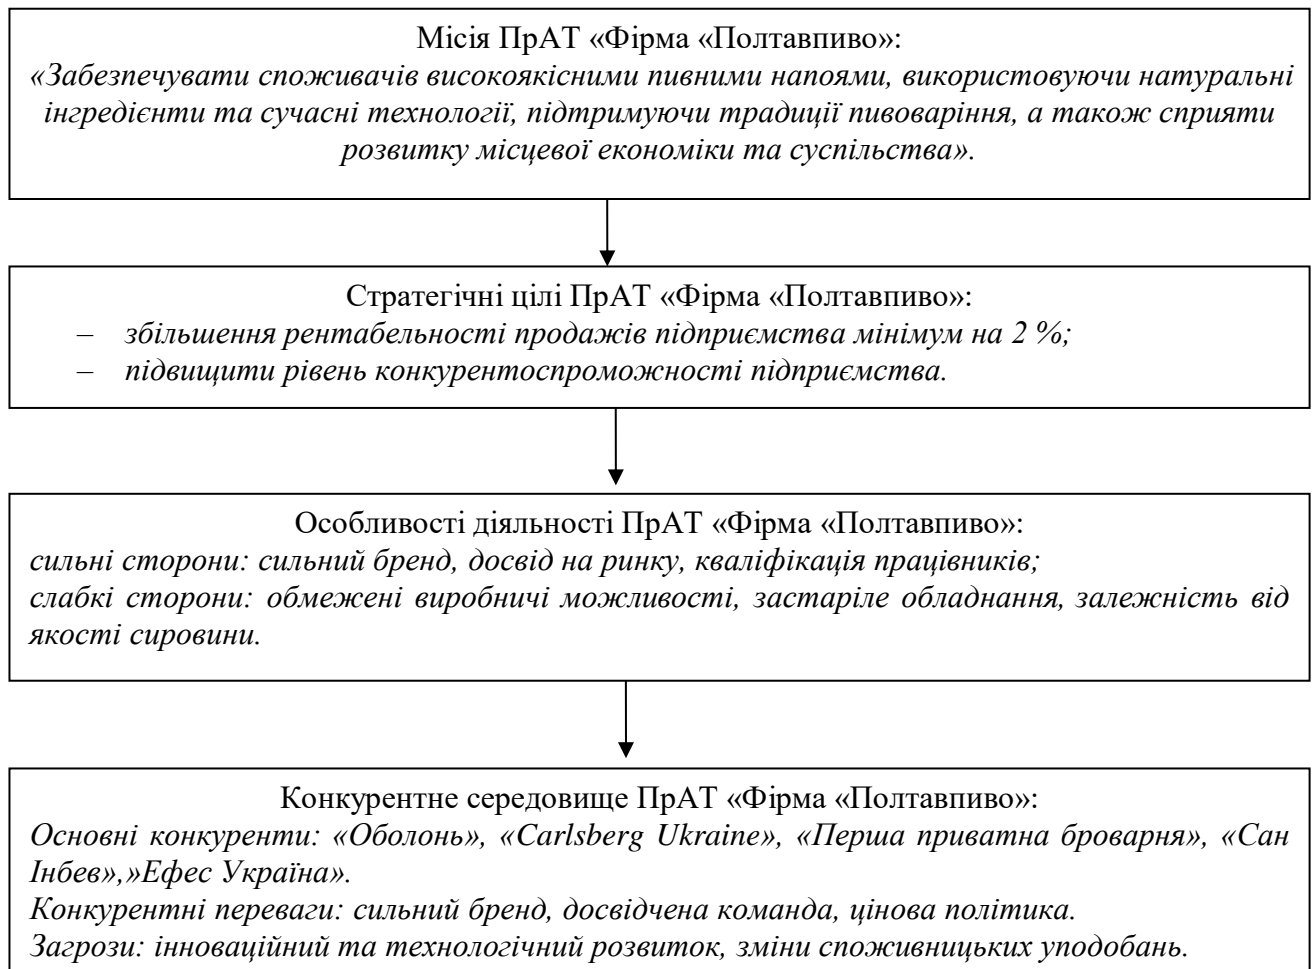 Місія ПрАТ «Фірма «Полтавпиво»:
«Забезпечувати споживачів високоякісними пивними напоями, використовуючи натуральні
інгредієнти та сучасні технології, підтримуючи традиції пивоваріння, а також сприяти
розвитку місцевої економіки та суспільства».
Стратегічні цілі ПрАТ «Фірма «Полтавпиво»:
– збільшення рентабельності продажів підприємства мінімум на 2 %;
– підвищити рівень конкурентоспроможності підприємства.
Особливості діяльності ПрАТ «Фірма «Полтавпиво»:
сильні сторони: сильний бренд, досвід на ринку, кваліфікація працівників;
слабкі сторони: обмежені виробничі можливості, застаріле обладнання, залежність від
якості сировини.
Конкурентне середовище ПрАТ «Фірма «Полтавпиво»:
Основні конкуренти: «Оболонь», «Carlsberg Ukraine», «Перша приватна броварня», «Сан
Інбев»,»Ефес Україна».
Конкурентні переваги: сильний бренд, досвідчена команда, цінова політика.
Загрози: інноваційний та технологічний розвиток, зміни споживницьких уподобань.